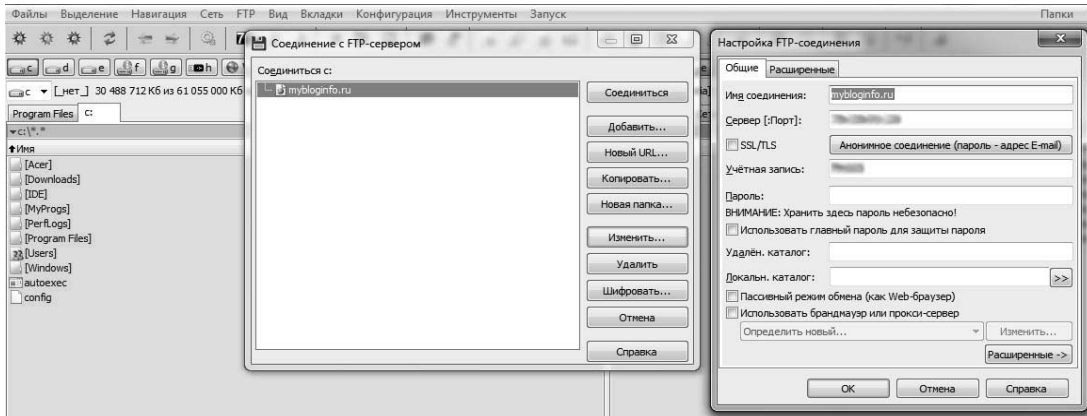 Файлы Выделение Навигация Сеть FTP Вид Вкладки Конфигурация Инструменты Запуск Папки
c d e f g h
c [_нет_] 30 488 712 Кб из 61 055 000 Кб
Program Files c:
c:\*.*
Имя
[Acer]
[Downloads]
[IDE]
[MyProgs]
[PerfLogs]
[Program Files]
[Users]
[Windows]
autoexec
config
Соединение с FTP-сервером
Соединиться с:
mybloginfo.ru
Соединиться
Добавить...
Новый URL...
Копировать...
Новая папка...
Изменить...
Удалить
Шифровать...
Отмена
Справка
Настройка FTP-соединения
Общие Расширенные
Имя соединения: mybloginfo.ru
Сервер [:Порт]:
SSL/TLS Анонимное соединение (пароль - адрес E-mail)
Учётная запись:
Пароль:
ВНИМАНИЕ: Хранить здесь пароль небезопасно!
Использовать главный пароль для защиты пароля
Удалён. каталог:
Локальн. каталог: >>
Пассивный режим обмена (как Web-браузер)
Использовать брандмауэр или прокси-сервер
Определить новый... Изменить...
Расширенные ->
OK Отмена Справка